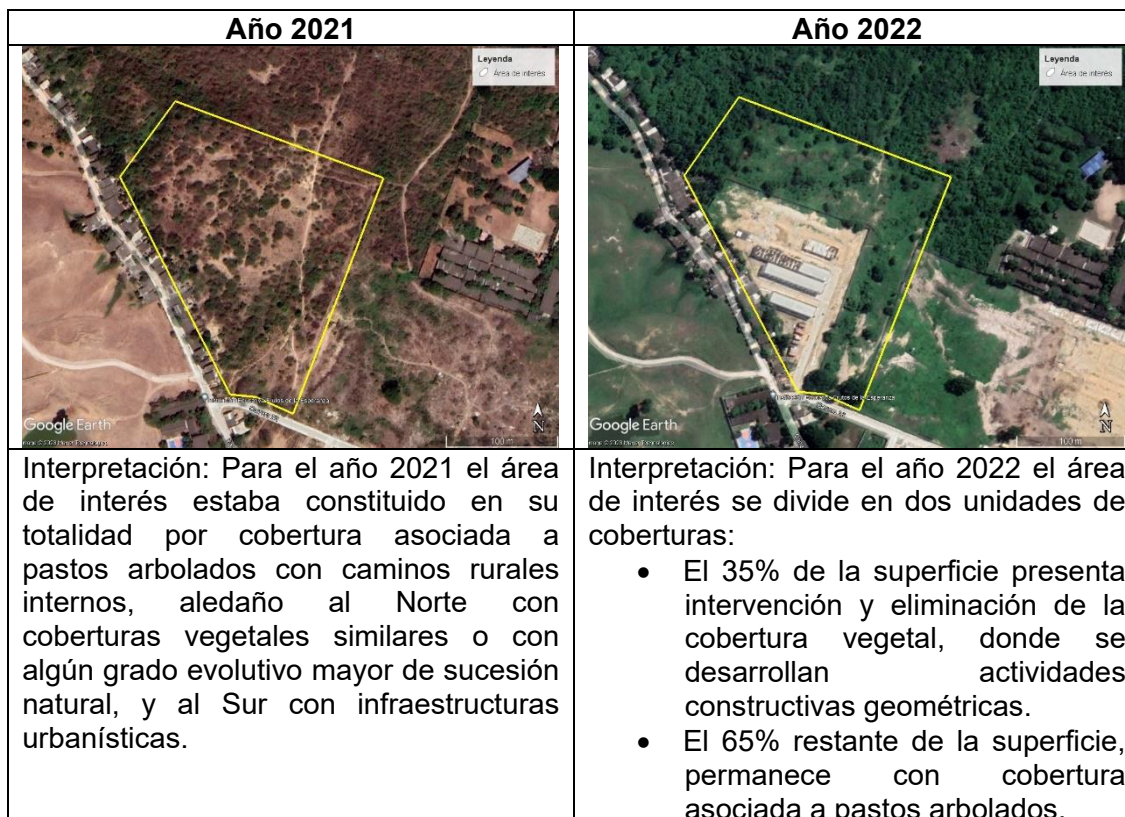 Año 2021
Leyenda
Área de interés
Google Earth
100 m
N
Interpretación: Para el año 2021 el área
de interés estaba constituido en su
totalidad por cobertura asociada a
pastos arbolados con caminos rurales
internos, aledaño al Norte con
coberturas vegetales similares o con
algún grado evolutivo mayor de sucesión
natural, y al Sur con infraestructuras
urbanísticas.
Año 2022
Leyenda
Área de interés
de la Esperanza
Google Earth
100 m
N
Interpretación: Para el año 2022 el área
de interés se divide en dos unidades de
coberturas:
• El 35% de la superficie presenta
intervención y eliminación de la
cobertura vegetal, donde se
desarrollan actividades
constructivas geométricas.
• El 65% restante de la superficie,
permanece con cobertura
asociada a pastos arbolados.